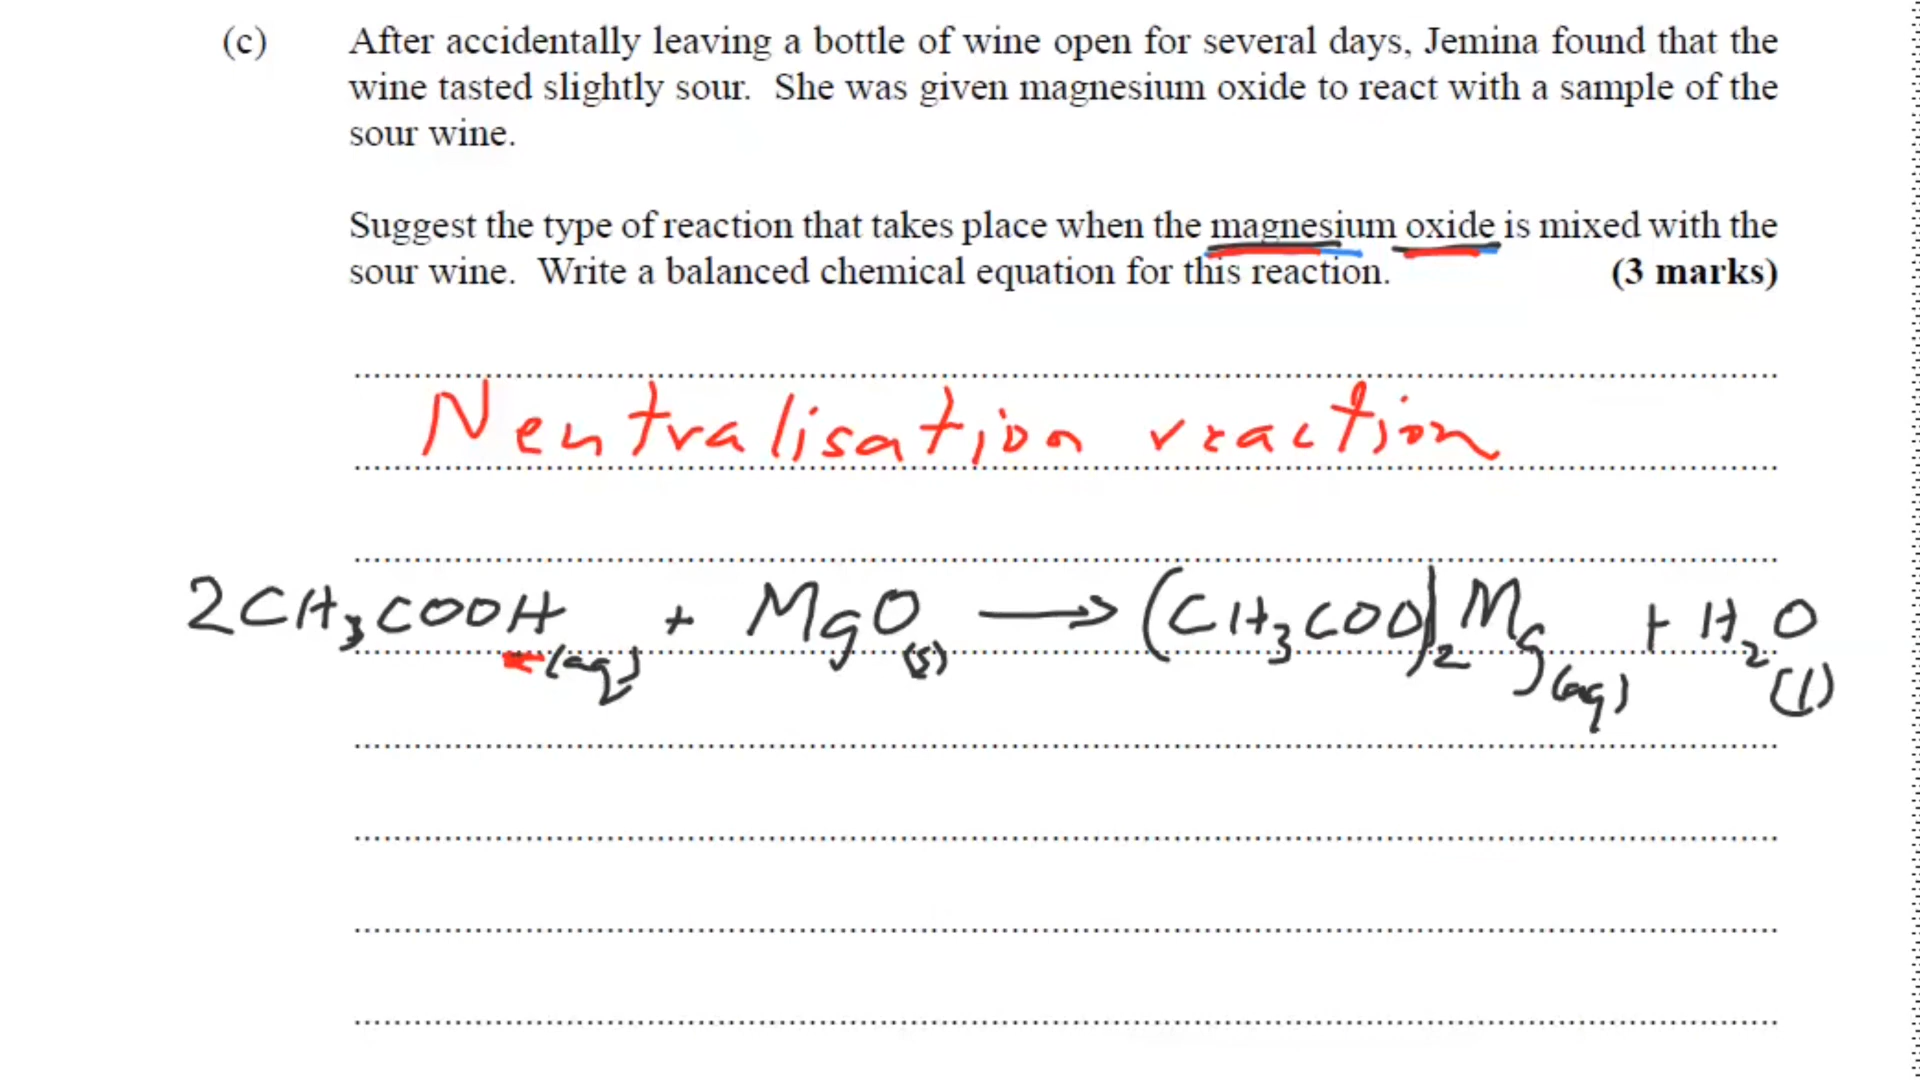 (c) After accidentally leaving a bottle of wine open for several days, Jemina found that the
wine tasted slightly sour. She was given magnesium oxide to react with a sample of the
sour wine.
Suggest the type of reaction that takes place when the magnesium oxide is mixed with the
sour wine. Write a balanced chemical equation for this reaction. (3 marks)
Neutralisation reaction
2CH₃COOH(aq) + MgO(s) → (CH₃COO)₂Mg(aq) + H₂O(l)